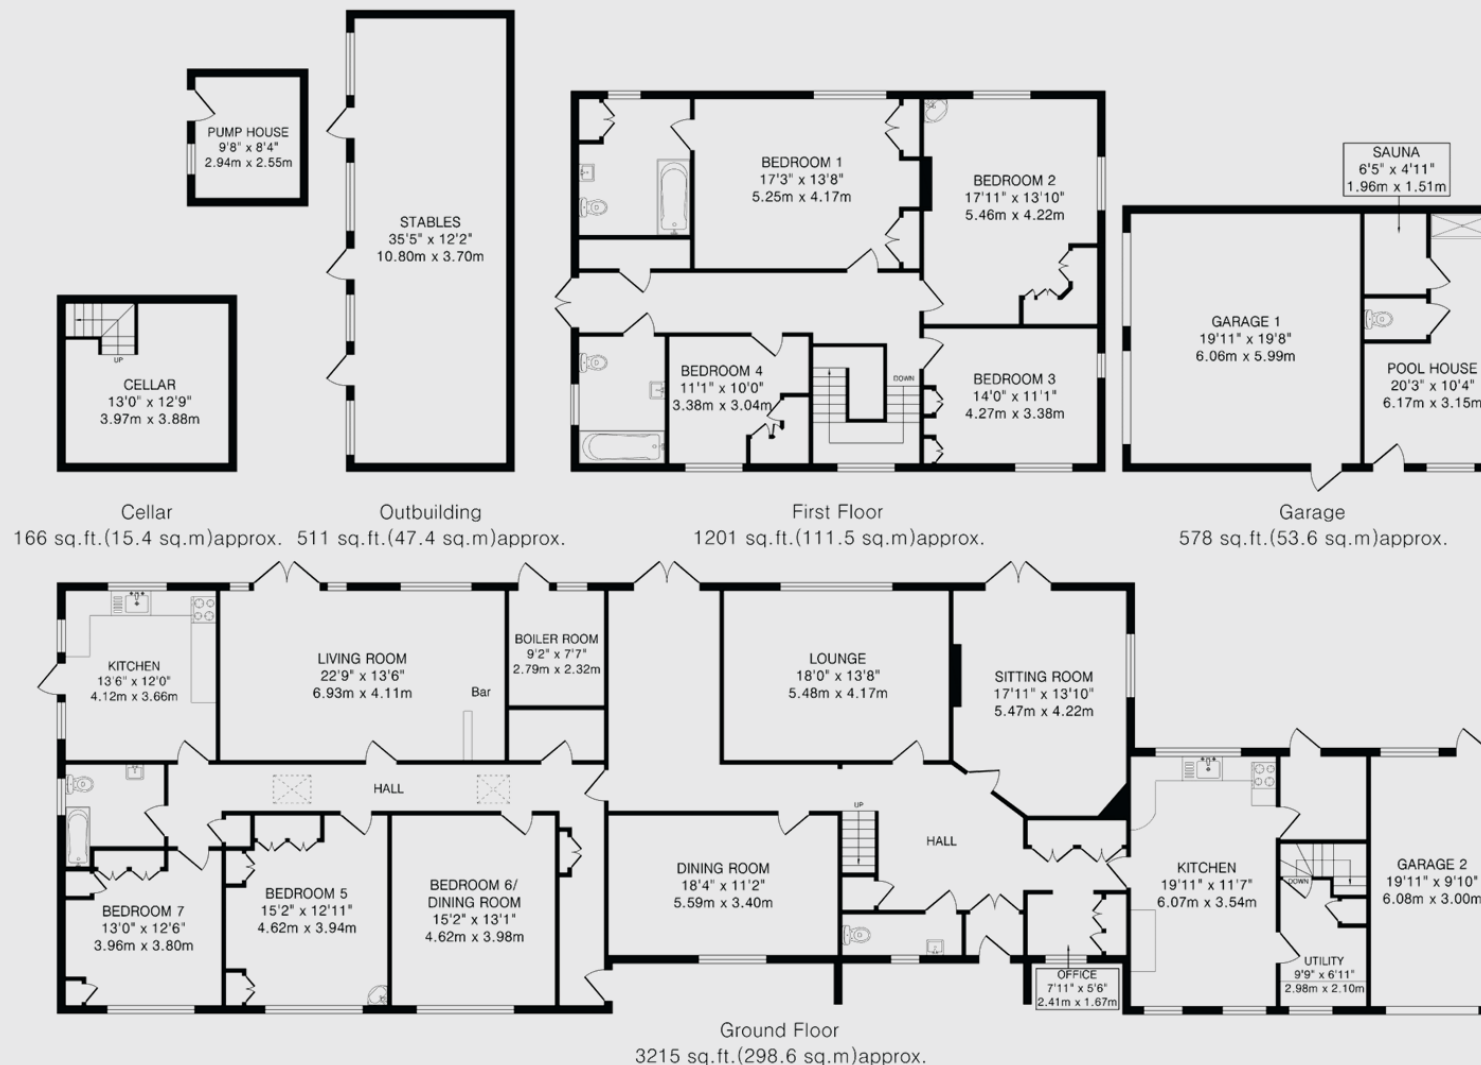 PUMP HOUSE
9'8" x 8'4"
2.94m x 2.55m
STABLES
35'5" x 12'2"
10.80m x 3.70m
UP
CELLAR
13'0" x 12'9"
3.97m x 3.88m
BEDROOM 1
17'3" x 13'8"
5.25m x 4.17m
BEDROOM 2
17'11" x 13'10"
5.46m x 4.22m
BEDROOM 4
11'1" x 10'0"
3.38m x 3.04m
DOWN
BEDROOM 3
14'0" x 11'1"
4.27m x 3.38m
SAUNA
6'5" x 4'11"
1.96m x 1.51m
GARAGE 1
19'11" x 19'8"
6.06m x 5.99m
POOL HOUSE
20'3" x 10'4"
6.17m x 3.15m
Cellar
166 sq.ft.(15.4 sq.m)approx.
Outbuilding
511 sq.ft.(47.4 sq.m)approx.
First Floor
1201 sq.ft.(111.5 sq.m)approx.
Garage
578 sq.ft.(53.6 sq.m)approx.
KITCHEN
13'6" x 12'0"
4.12m x 3.66m
LIVING ROOM
22'9" x 13'6"
6.93m x 4.11m
Bar
BOILER ROOM
9'2" x 7'7"
2.79m x 2.32m
LOUNGE
18'0" x 13'8"
5.48m x 4.17m
SITTING ROOM
17'11" x 13'10"
5.47m x 4.22m
HALL
UP
HALL
DINING ROOM
18'4" x 11'2"
5.59m x 3.40m
KITCHEN
19'11" x 11'7"
6.07m x 3.54m
DOWN
GARAGE 2
19'11" x 9'10"
6.08m x 3.00m
BEDROOM 7
13'0" x 12'6"
3.96m x 3.80m
BEDROOM 5
15'2" x 12'11"
4.62m x 3.94m
BEDROOM 6/
DINING ROOM
15'2" x 13'1"
4.62m x 3.98m
OFFICE
7'11" x 5'6"
2.41m x 1.67m
UTILITY
9'9" x 6'11"
2.98m x 2.10m
Ground Floor
3215 sq.ft.(298.6 sq.m)approx.